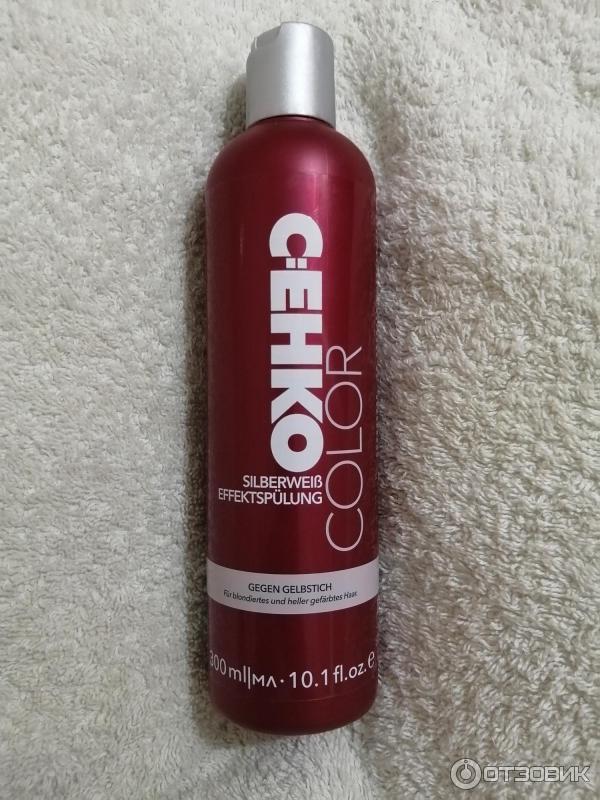 C:EHKO
COLOR
SILBERWEIß
EFFEKTSPÜLUNG
GEGEN GELBSTICH
Für blondiertes und heller gefärbtes Haar.
300 ml|МЛ · 10.1 fl.oz. ℮
ОТЗОВИК